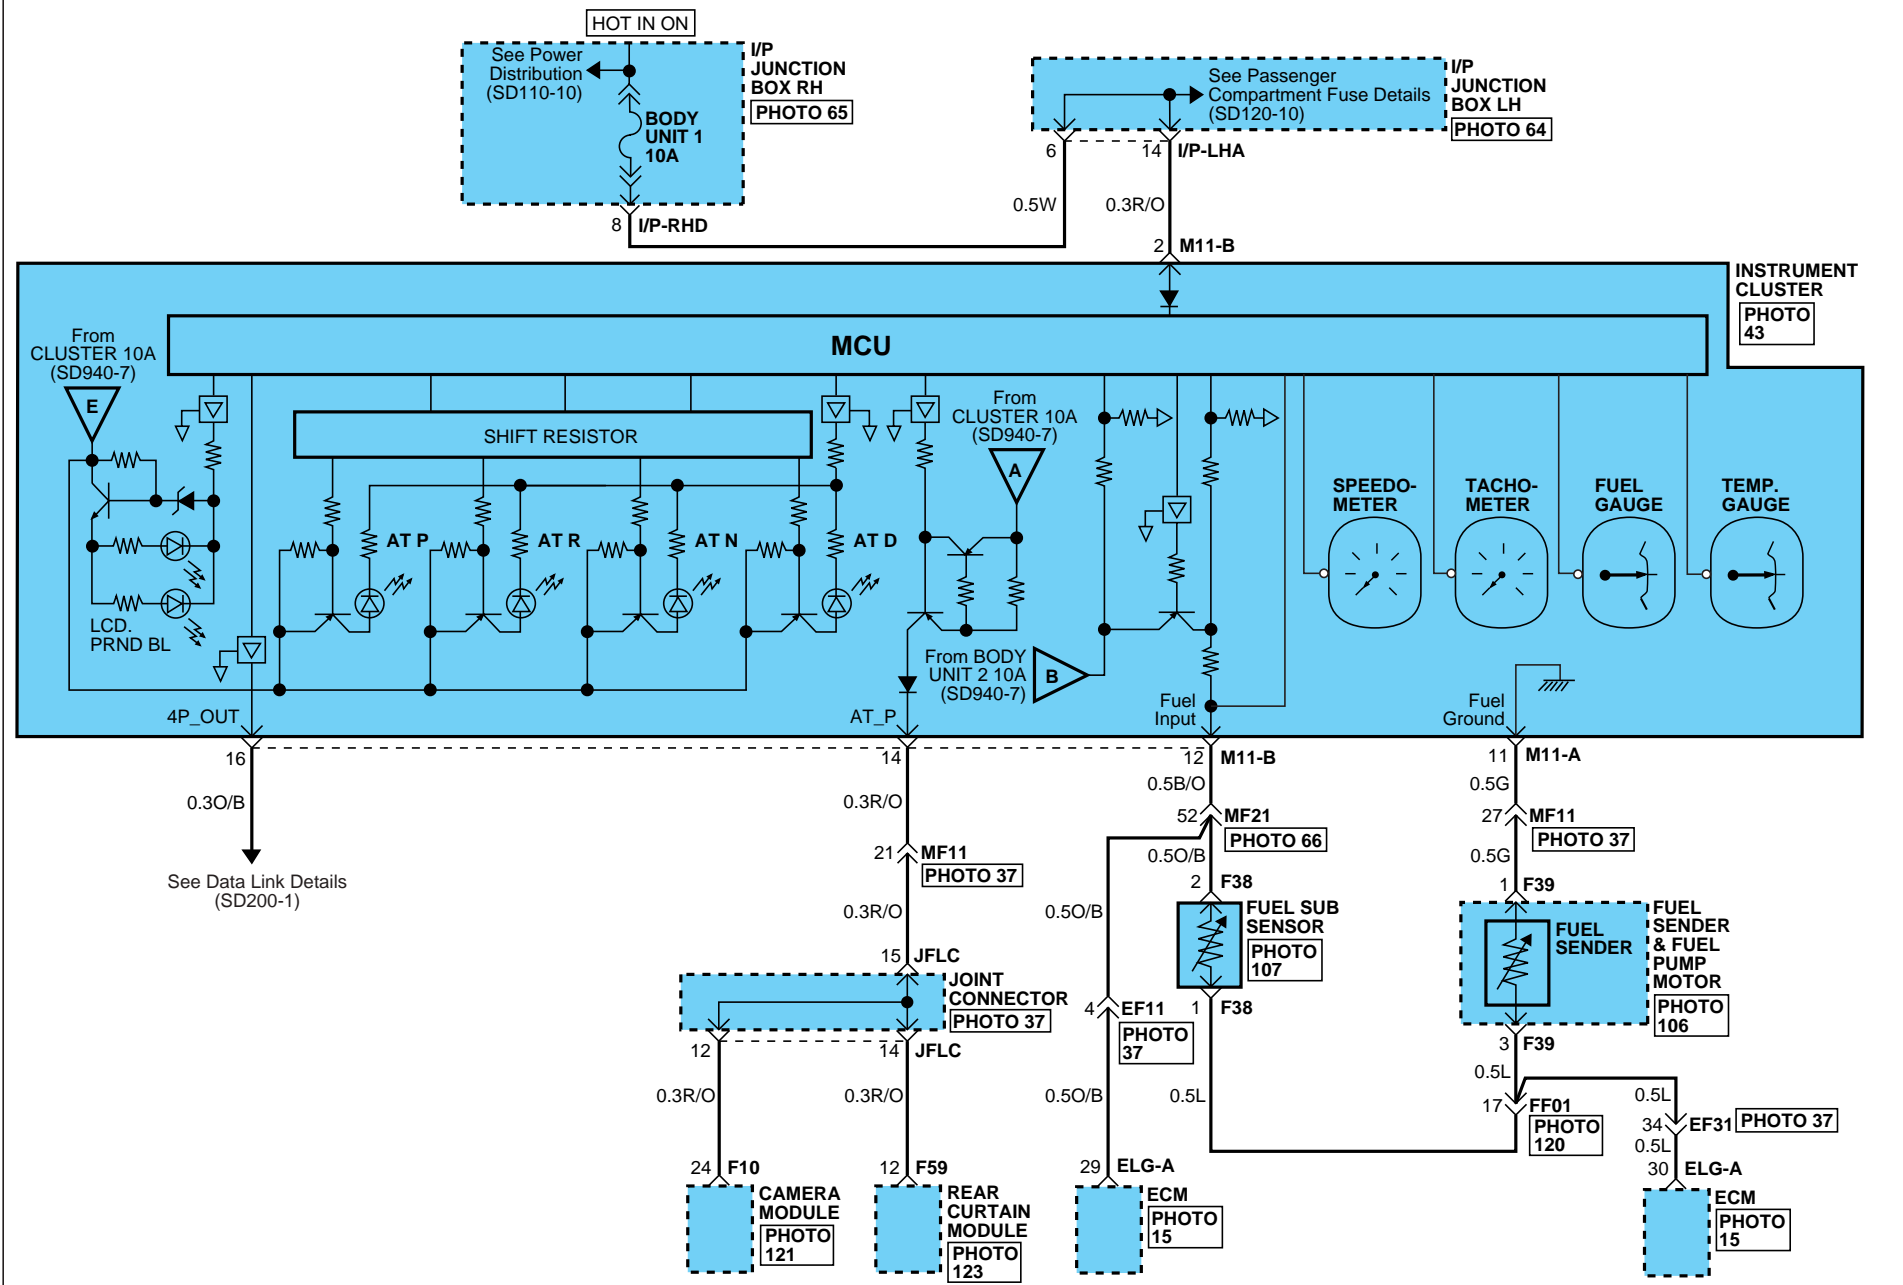 HOT IN ON
See Power
Distribution
(SD110-10)
BODY
UNIT 1
10A
I/P
JUNCTION
BOX RH
PHOTO 65
8 I/P-RHD
See Passenger
Compartment Fuse Details
(SD120-10)
I/P
JUNCTION
BOX LH
PHOTO 64
6
14 I/P-LHA
0.5W
0.3R/O
2 M11-B
INSTRUMENT
CLUSTER
PHOTO
43
MCU
From
CLUSTER 10A
(SD940-7)
E
SHIFT RESISTOR
From
CLUSTER 10A
(SD940-7)
A
AT P
AT R
AT N
AT D
LCD.
PRND BL
SPEEDO-
METER
TACHO-
METER
FUEL
GAUGE
TEMP.
GAUGE
From BODY
UNIT 2 10A
(SD940-7)
B
4P_OUT
AT_P
Fuel
Input
Fuel
Ground
16
14
12 M11-B
11 M11-A
0.3O/B
0.3R/O
0.5B/O
0.5G
See Data Link Details
(SD200-1)
21 MF11
PHOTO 37
52 MF21
PHOTO 66
27 MF11
PHOTO 37
0.5O/B
0.5G
2 F38
1 F39
0.3R/O
0.5O/B
FUEL SUB
SENSOR
PHOTO
107
FUEL
SENDER
FUEL
SENDER
& FUEL
PUMP
MOTOR
PHOTO
106
15 JFLC
JOINT
CONNECTOR
PHOTO 37
4 EF11
PHOTO
37
1 F38
12
14 JFLC
3 F39
0.3R/O
0.3R/O
0.5O/B
0.5L
0.5L
17 FF01
PHOTO
120
0.5L
34 EF31
PHOTO 37
0.5L
24 F10
12 F59
29 ELG-A
30 ELG-A
CAMERA
MODULE
PHOTO
121
REAR
CURTAIN
MODULE
PHOTO
123
ECM
PHOTO
15
ECM
PHOTO
15